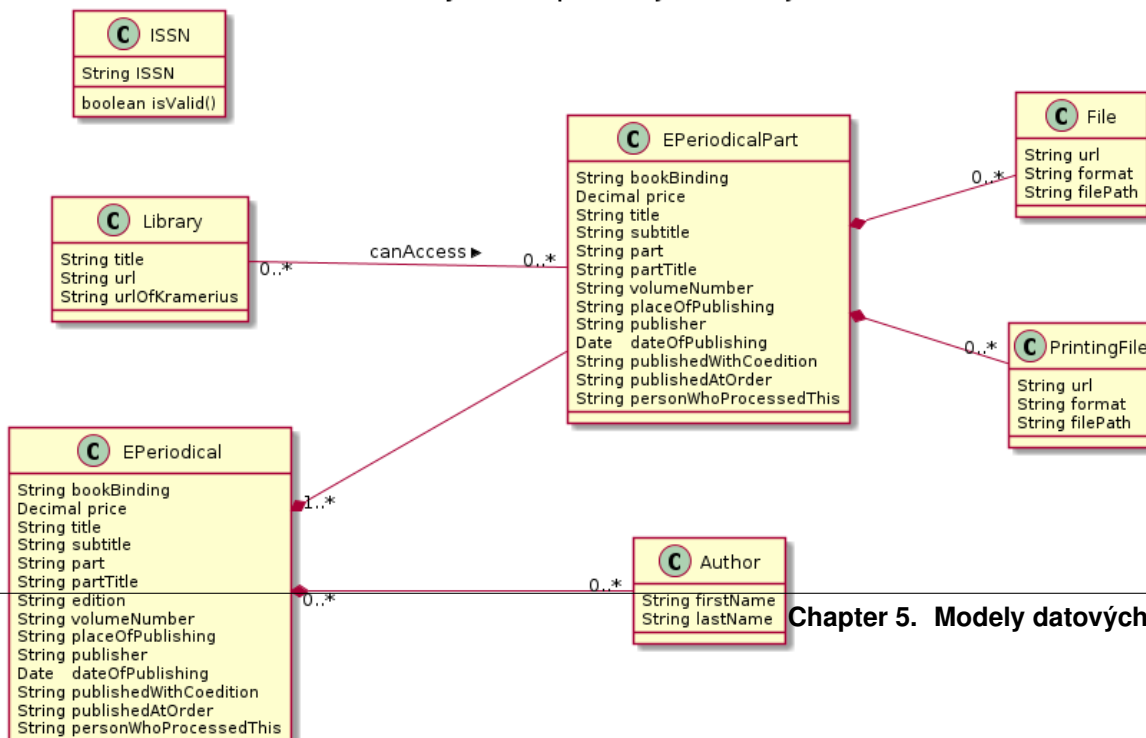 C ISSN
String ISSN
boolean isValid()
C Library
String title
String url
String urlOfKramerius
0..*
canAccess ►
0..*
C EPeriodicalPart
String bookBinding
Decimal price
String title
String subtitle
String part
String partTitle
String volumeNumber
String placeOfPublishing
String publisher
Date dateOfPublishing
String publishedWithCoedition
String publishedAtOrder
String personWhoProcessedThis
0..*
C File
String url
String format
String filePath
0..*
C PrintingFile
String url
String format
String filePath
C EPeriodical
String bookBinding
Decimal price
String title
String subtitle
String part
String partTitle
String edition
String volumeNumber
String placeOfPublishing
String publisher
Date dateOfPublishing
String publishedWithCoedition
String publishedAtOrder
String personWhoProcessedThis
1..*
0..*
0..*
C Author
String firstName
String lastName
Chapter 5. Modely datových